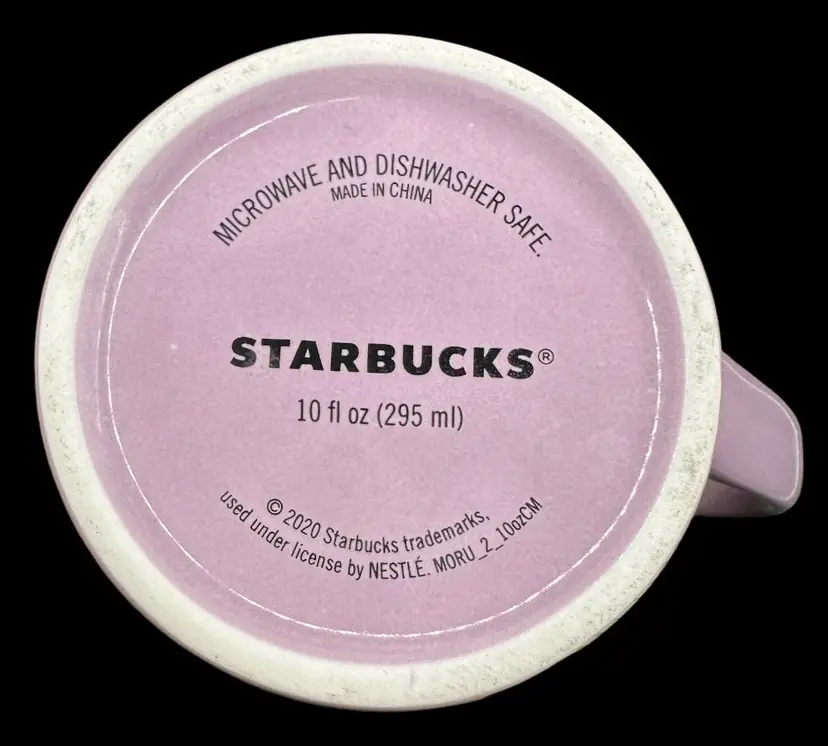 MICROWAVE AND DISHWASHER SAFE.
MADE IN CHINA
STARBUCKS®
10 fl oz (295 ml)
© 2020 Starbucks trademarks,
used under license by NESTLÉ. MORU_2_10ozCM